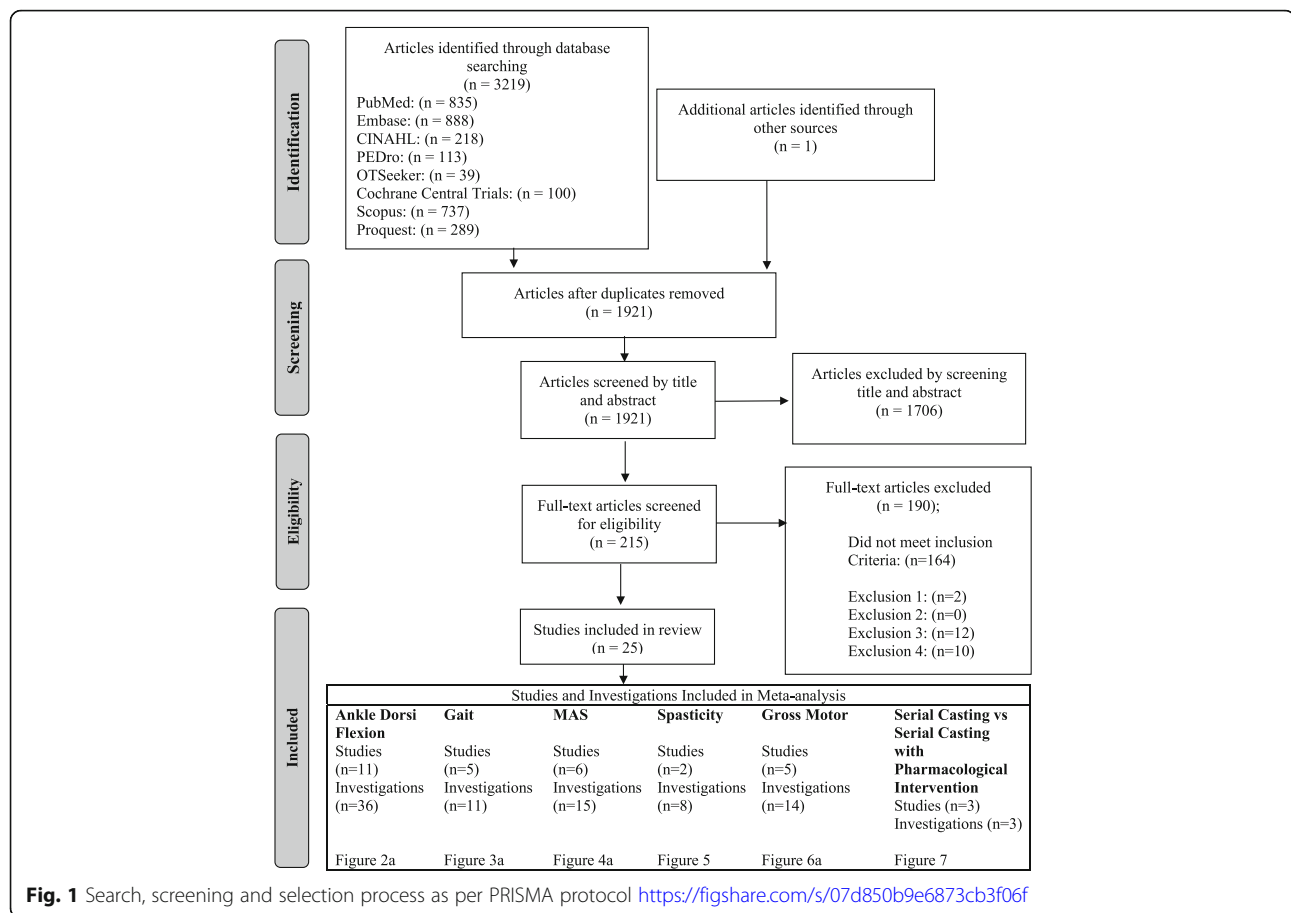 Identification
Articles identified through database
searching
(n = 3219)
PubMed: (n = 835)
Embase: (n = 888)
CINAHL: (n = 218)
PEDro: (n = 113)
OTSeeker: (n = 39)
Cochrane Central Trials: (n = 100)
Scopus: (n = 737)
Proquest: (n = 289)
Additional articles identified through
other sources
(n = 1)
Screening
Articles after duplicates removed
(n = 1921)
Articles screened by title
and abstract
(n = 1921)
Articles excluded by screening
title and abstract
(n = 1706)
Eligibility
Full-text articles screened
for eligibility
(n = 215)
Full-text articles excluded
(n = 190);
Did not meet inclusion
Criteria: (n=164)
Exclusion 1: (n=2)
Exclusion 2: (n=0)
Exclusion 3: (n=12)
Exclusion 4: (n=10)
Included
Studies included in review
(n = 25)
Studies and Investigations Included in Meta-analysis
Ankle Dorsi
Flexion
Studies
(n=11)
Investigations
(n=36)
Figure 2a
Gait
Studies
(n=5)
Investigations
(n=11)
Figure 3a
MAS
Studies
(n=6)
Investigations
(n=15)
Figure 4a
Spasticity
Studies
(n=2)
Investigations
(n=8)
Figure 5
Gross Motor
Studies
(n=5)
Investigations
(n=14)
Figure 6a
Serial Casting vs
Serial Casting
with
Pharmacological
Intervention
Studies (n=3)
Investigations (n=3)
Figure 7
Fig. 1 Search, screening and selection process as per PRISMA protocol https://figshare.com/s/07d850b9e6873cb3f06f